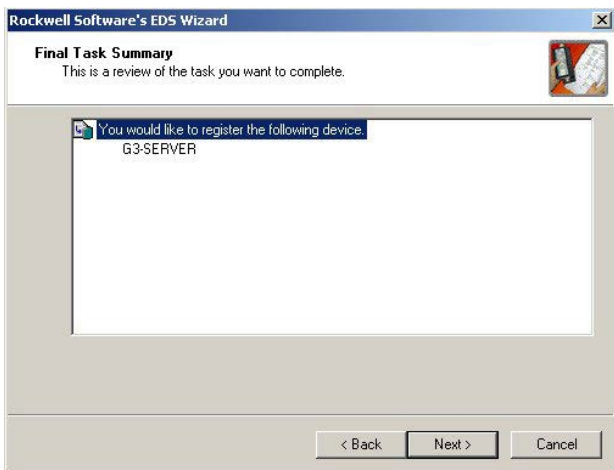 Rockwell Software's EDS Wizard
Final Task Summary
This is a review of the task you want to complete.
You would like to register the following device.
G3-SERVER
< Back
Next >
Cancel